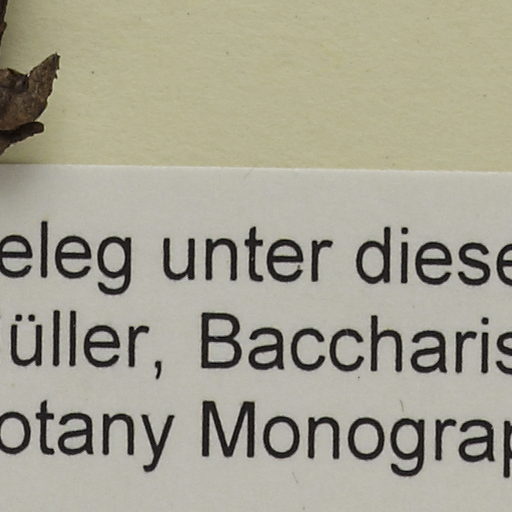 eleg unter diese
üller, Baccharis
otany Monograp